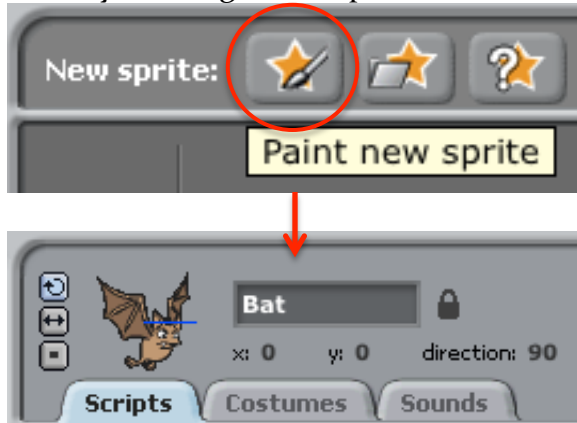 New sprite:
Paint new sprite
Bat
x: 0 y: 0 direction: 90
Scripts Costumes Sounds